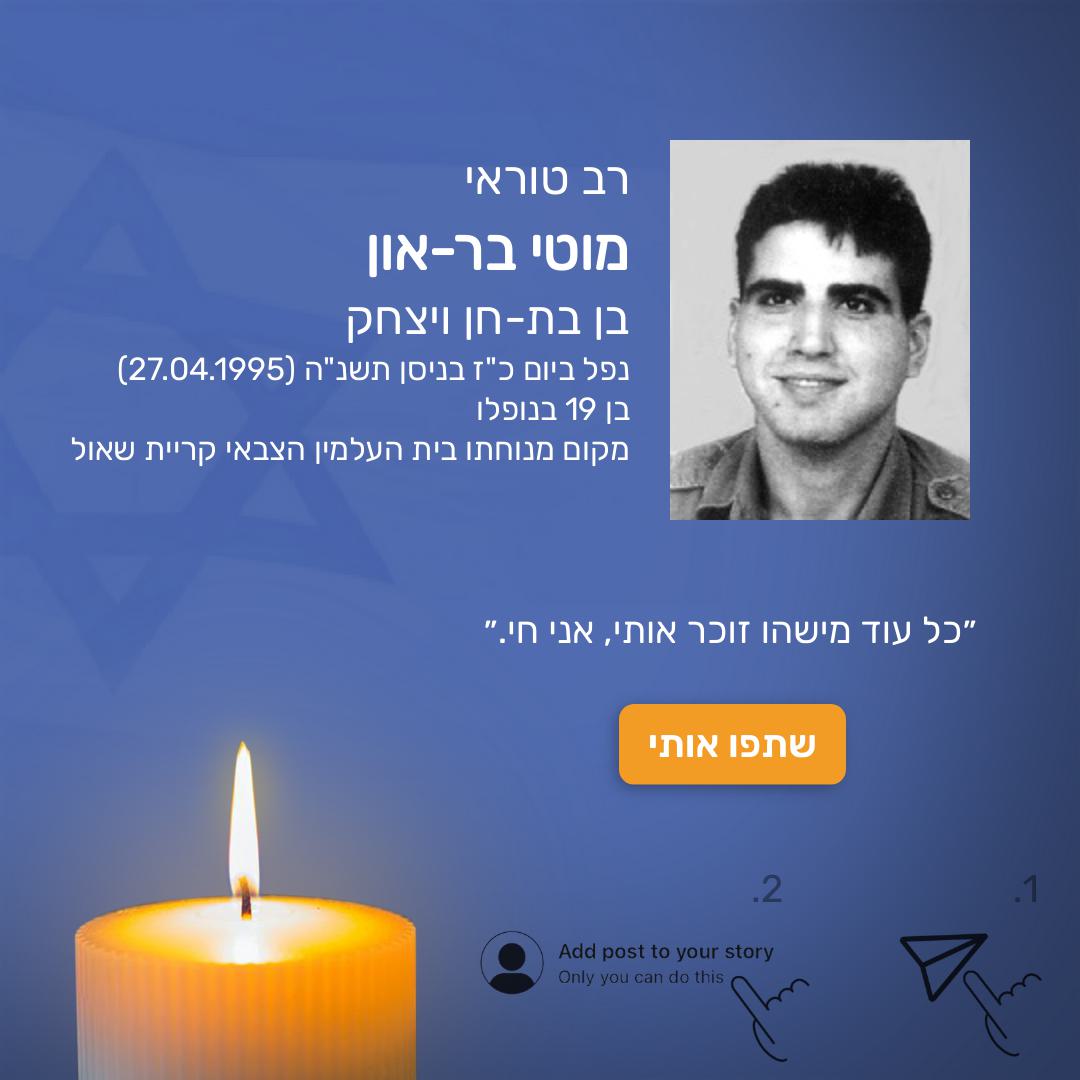 רב טוראי
מוטי בר-און
בן בת-חן ויצחק
נפל ביום כ"ז בניסן תשנ"ה (27.04.1995)
בן 19 בנופלו
מקום מנוחתו בית העלמין הצבאי קריית שאול
״כל עוד מישהו זוכר אותי, אני חי.״
שתפו אותי
.1
.2
Add post to your story
Only you can do this